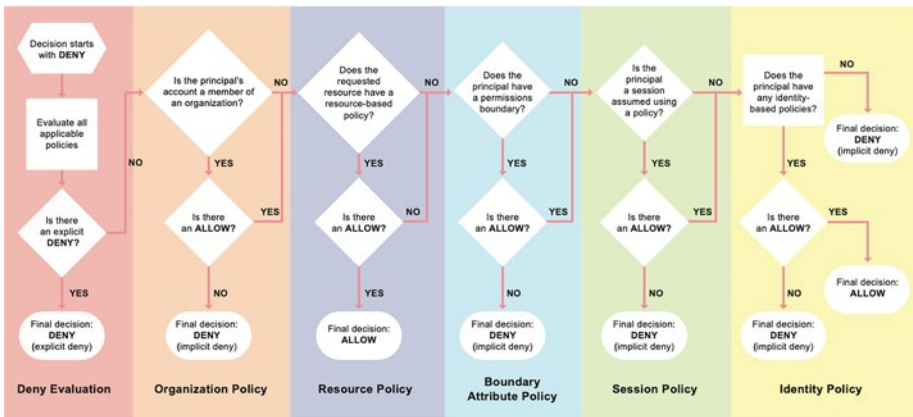 Decision starts
with DENY
Evaluate all
applicable
policies
Is there
an explicit
DENY?
NO
YES
Final decision:
DENY
(explicit deny)
Deny Evaluation
Is the principal's
account a member of
an organization?
NO
YES
Is there
an ALLOW?
YES
NO
Final decision:
DENY
(implicit deny)
Organization Policy
Does the
requested
resource have a
resource-based
policy?
NO
YES
Is there
an ALLOW?
NO
YES
Final decision:
ALLOW
Resource Policy
Does the
principal have
a permissions
boundary?
NO
YES
Is there
an ALLOW?
YES
NO
Final decision:
DENY
(implicit deny)
Boundary
Attribute Policy
Is the
principal
a session
assumed using
a policy?
NO
YES
Is there
an ALLOW?
YES
NO
Final decision:
DENY
(implicit deny)
Session Policy
Does the
principal have
any identity-
based policies?
NO
Final decision:
DENY
(implicit deny)
YES
Is there
an ALLOW?
YES
Final decision:
ALLOW
NO
Final decision:
DENY
(implicit deny)
Identity Policy